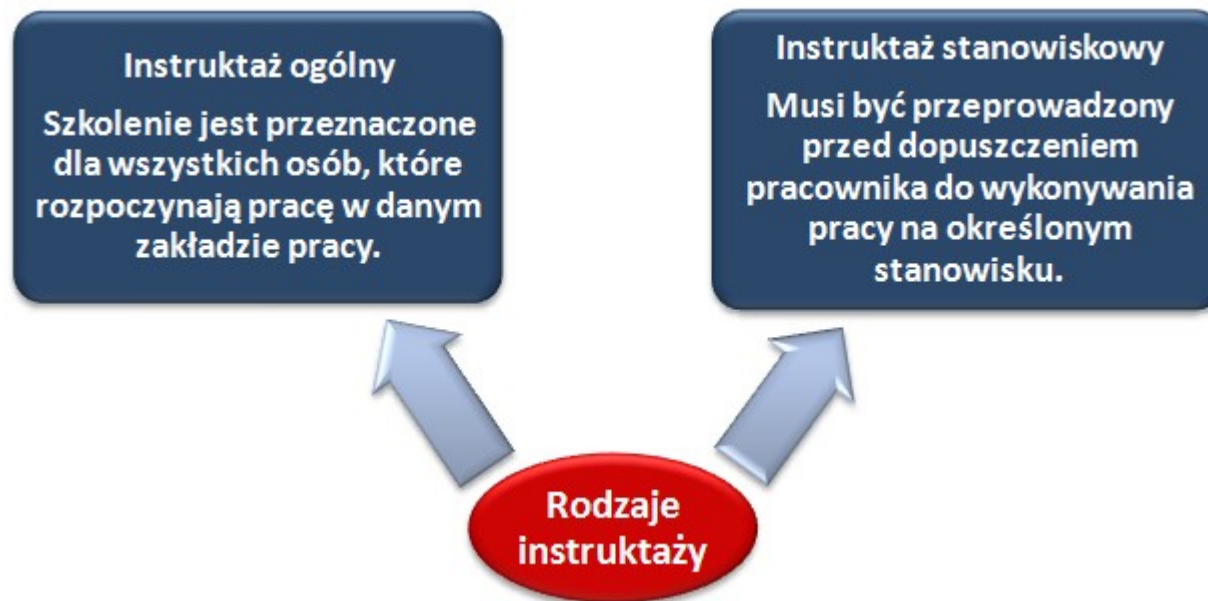 Instruktaż ogólny
Szkolenie jest przeznaczone
dla wszystkich osób, które
rozpoczynają pracę w danym
zakładzie pracy.
Instruktaż stanowiskowy
Musi być przeprowadzony
przed dopuszczeniem
pracownika do wykonywania
pracy na określonym
stanowisku.
Rodzaje
instruktaży